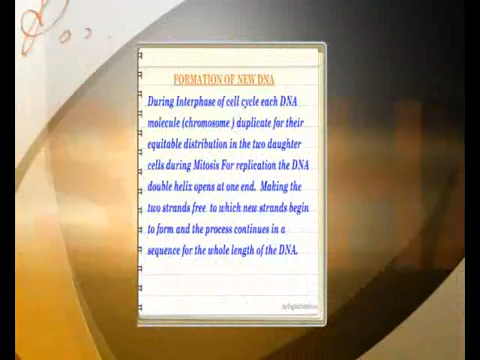 FORMATION OF NEW DNA
During Interphase of cell cycle each DNA
molecule (chromosome ) duplicate for their
equitable distribution in the two daughter
cells during Mitosis For replication the DNA
double helix opens at one end. Making the
two strands free to which new strands begin
to form and the process continues in a
sequence for the whole length of the DNA.